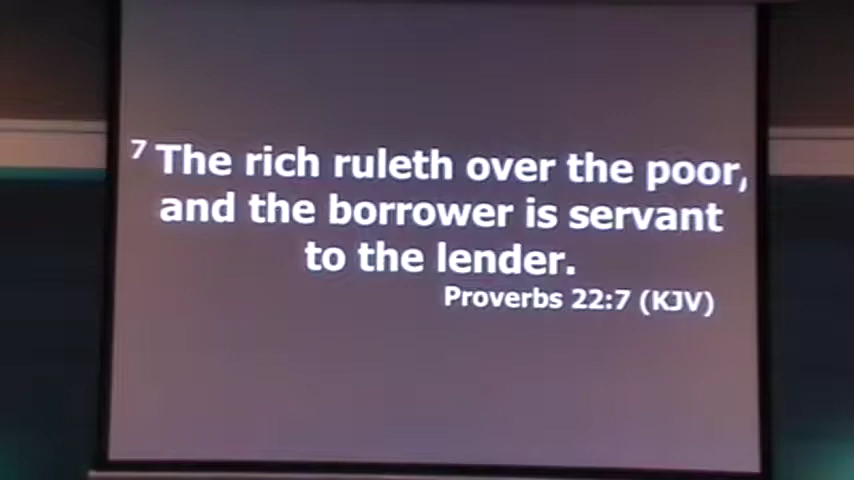 7 The rich ruleth over the poor,
and the borrower is servant
to the lender.
Proverbs 22:7 (KJV)